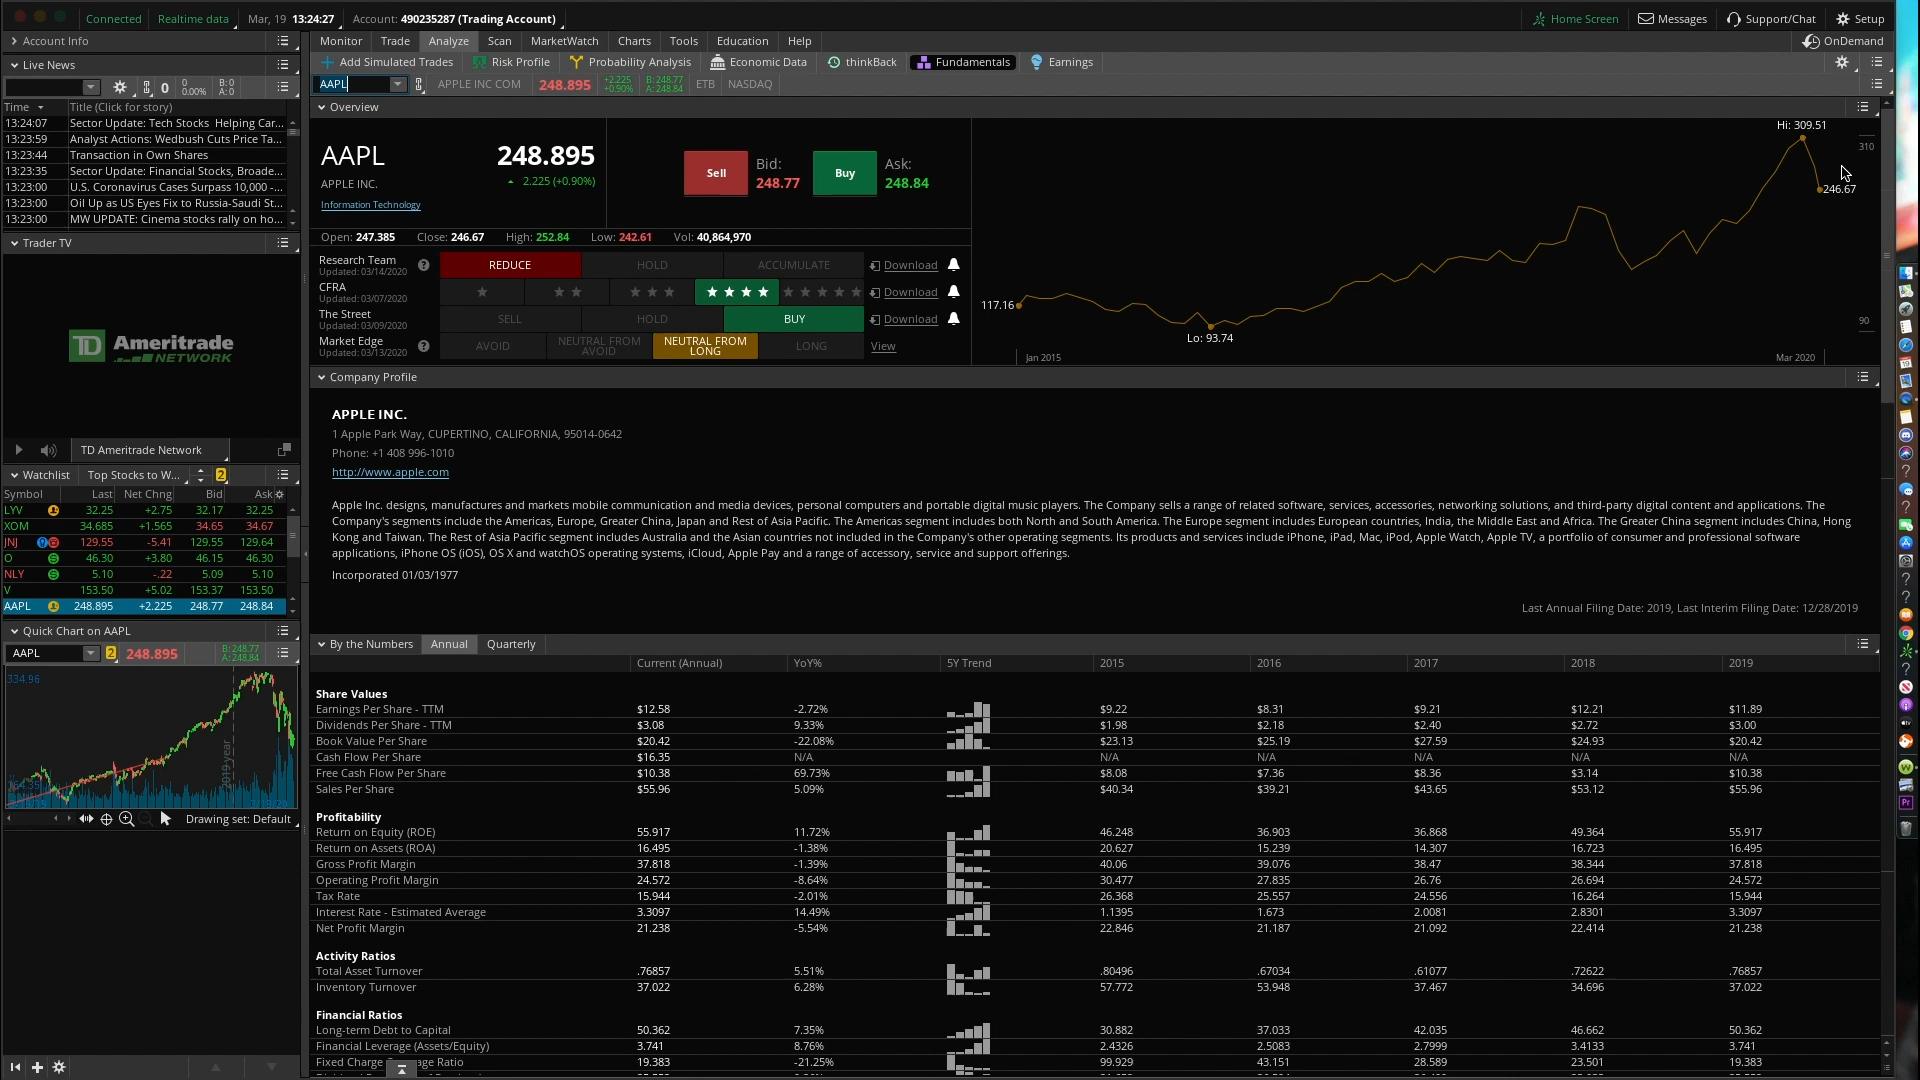 Connected Realtime data Mar, 19 13:24:27 Account: 490235287 (Trading Account) Home Screen Messages Support/Chat Setup
Account Info
Monitor Trade Analyze Scan MarketWatch Charts Tools Education Help OnDemand
Live News
Add Simulated Trades Risk Profile Probability Analysis Economic Data thinkBack Fundamentals Earnings
0 0 0.00% B: 0 A: 0
AAPL APPLE INC COM 248.895 +2.225 +0.90% B: 248.77 A: 248.84 ETB NASDAQ
Time Title (Click for story)
13:24:07 Sector Update: Tech Stocks Helping Car...
13:23:59 Analyst Actions: Wedbush Cuts Price Ta...
13:23:44 Transaction in Own Shares
13:23:35 Sector Update: Financial Stocks, Broade...
13:23:00 U.S. Coronavirus Cases Surpass 10,000 -...
13:23:00 Oil Up as US Eyes Fix to Russia-Saudi St...
13:23:00 MW UPDATE: Cinema stocks rally on ho...
Trader TV
TD Ameritrade NETWORK
TD Ameritrade Network
Watchlist Top Stocks to W... 2
Symbol Last Net Chng Bid Ask
LYV 32.25 +2.75 32.17 32.25
XOM 34.685 +1.565 34.65 34.67
JNJ 129.55 -5.41 129.55 129.64
O 46.30 +3.80 46.15 46.30
NLY 5.10 -.22 5.09 5.10
V 153.50 +5.02 153.37 153.50
AAPL 248.895 +2.225 248.77 248.84
Quick Chart on AAPL
AAPL 2 248.895 B: 248.77 A: 248.84
334.96
2019 year
Drawing set: Default
Overview
AAPL 248.895
APPLE INC. 2.225 (+0.90%)
Information Technology
Sell Bid: 248.77 Buy Ask: 248.84
Open: 247.385 Close: 246.67 High: 252.84 Low: 242.61 Vol: 40,864,970
Research Team Updated: 03/14/2020 REDUCE HOLD ACCUMULATE Download
CFRA Updated: 03/07/2020 Download
The Street Updated: 03/09/2020 SELL HOLD BUY Download
Market Edge Updated: 03/13/2020 AVOID NEUTRAL FROM AVOID NEUTRAL FROM LONG LONG View
Hi: 309.51
310
246.67
117.16
90
Lo: 93.74
Jan 2015 Mar 2020
Company Profile
APPLE INC.
1 Apple Park Way, CUPERTINO, CALIFORNIA, 95014-0642
Phone: +1 408 996-1010
http://www.apple.com
Apple Inc. designs, manufactures and markets mobile communication and media devices, personal computers and portable digital music players. The Company sells a range of related software, services, accessories, networking solutions, and third-party digital content and applications. The
Company's segments include the Americas, Europe, Greater China, Japan and Rest of Asia Pacific. The Americas segment includes both North and South America. The Europe segment includes European countries, India, the Middle East and Africa. The Greater China segment includes China, Hong
Kong and Taiwan. The Rest of Asia Pacific segment includes Australia and the Asian countries not included in the Company's other operating segments. Its products and services include iPhone, iPad, Mac, iPod, Apple Watch, Apple TV, a portfolio of consumer and professional software
applications, iPhone OS (iOS), OS X and watchOS operating systems, iCloud, Apple Pay and a range of accessory, service and support offerings.
Incorporated 01/03/1977
Last Annual Filing Date: 2019, Last Interim Filing Date: 12/28/2019
By the Numbers Annual Quarterly
Current (Annual) YoY% 5Y Trend 2015 2016 2017 2018 2019
Share Values
Earnings Per Share - TTM $12.58 -2.72% $9.22 $8.31 $9.21 $12.21 $11.89
Dividends Per Share - TTM $3.08 9.33% $1.98 $2.18 $2.40 $2.72 $3.00
Book Value Per Share $20.42 -22.08% $23.13 $25.19 $27.59 $24.93 $20.42
Cash Flow Per Share $16.35 N/A N/A N/A N/A N/A N/A
Free Cash Flow Per Share $10.38 69.73% $8.08 $7.36 $8.36 $3.14 $10.38
Sales Per Share $55.96 5.09% $40.34 $39.21 $43.65 $53.12 $55.96
Profitability
Return on Equity (ROE) 55.917 11.72% 46.248 36.903 36.868 49.364 55.917
Return on Assets (ROA) 16.495 -1.38% 20.627 15.239 14.307 16.723 16.495
Gross Profit Margin 37.818 -1.39% 40.06 39.076 38.47 38.344 37.818
Operating Profit Margin 24.572 -8.64% 30.477 27.835 26.76 26.694 24.572
Tax Rate 15.944 -2.01% 26.368 25.557 24.556 16.264 15.944
Interest Rate - Estimated Average 3.3097 14.49% 1.1395 1.673 2.0081 2.8301 3.3097
Net Profit Margin 21.238 -5.54% 22.846 21.187 21.092 22.414 21.238
Activity Ratios
Total Asset Turnover .76857 5.51% .80496 .67034 .61077 .72622 .76857
Inventory Turnover 37.022 6.28% 57.772 53.948 37.467 34.696 37.022
Financial Ratios
Long-term Debt to Capital 50.362 7.35% 30.882 37.033 42.035 46.662 50.362
Financial Leverage (Assets/Equity) 3.741 8.76% 2.4326 2.5083 2.7999 3.4133 3.741
Fixed Charge age Ratio 19.383 -21.25% 99.929 43.151 28.589 23.501 19.383